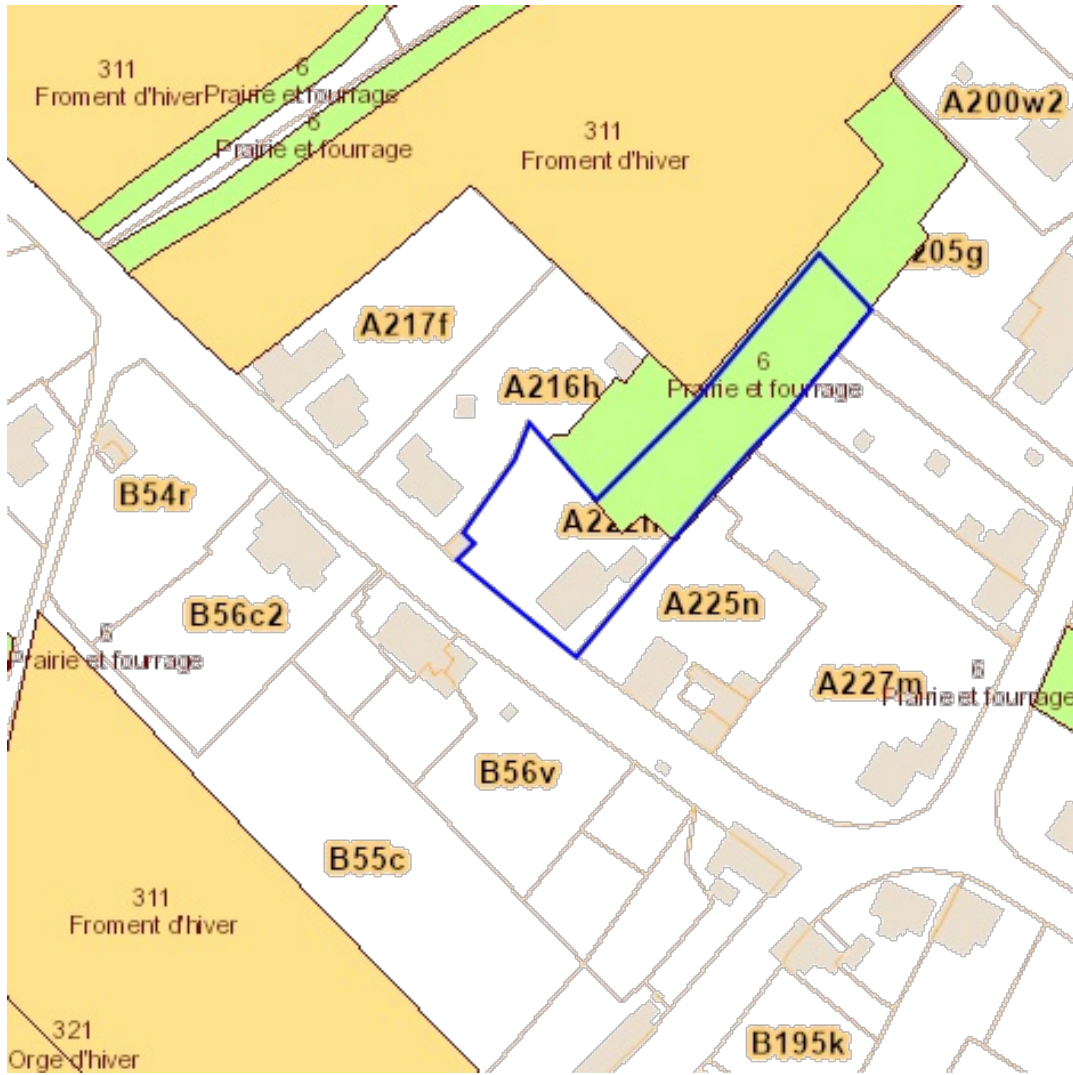 311
Froment d'hiver
6
Prairie et fourrage
6
Prairie et fourrage
311
Froment d'hiver
A200w2
205g
A217f
A216h
6
Prairie et fourrage
B54r
B56c2
6
Prairie et fourrage
A225n
A227m
6
Prairie et fourrage
B56v
B55c
311
Froment d'hiver
321
Orge d'hiver
B195k